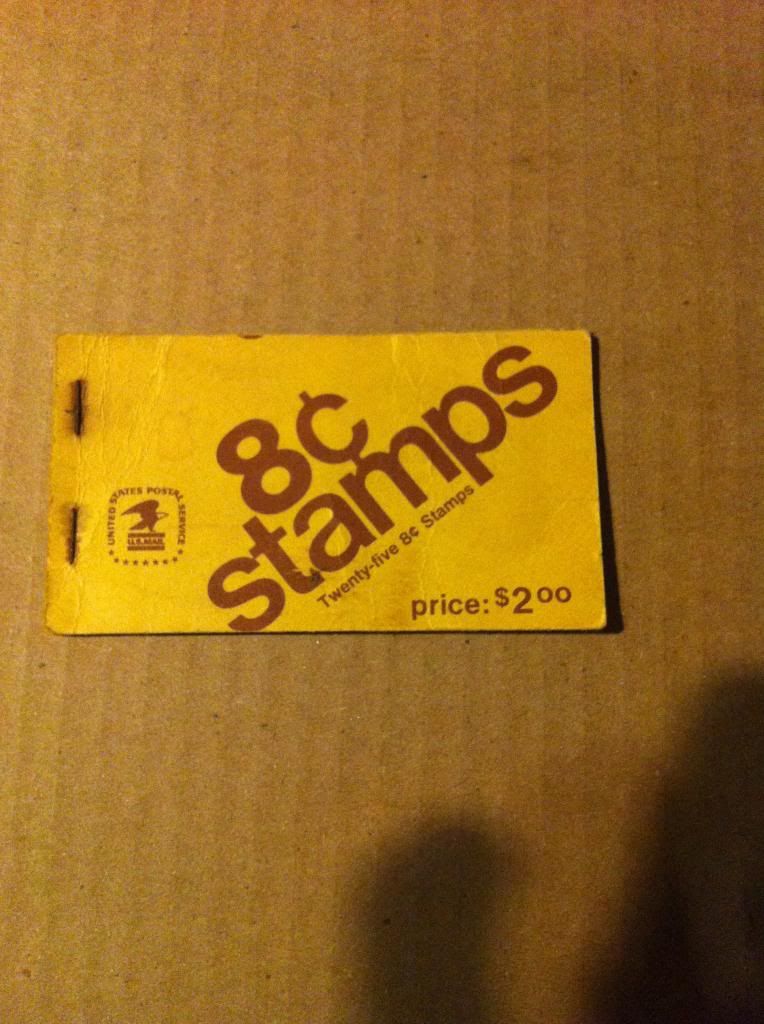 8¢
stamps
Twenty-five 8¢ Stamps
UNITED STATES POSTAL SERVICE
U.S.MAIL
price: $2 00